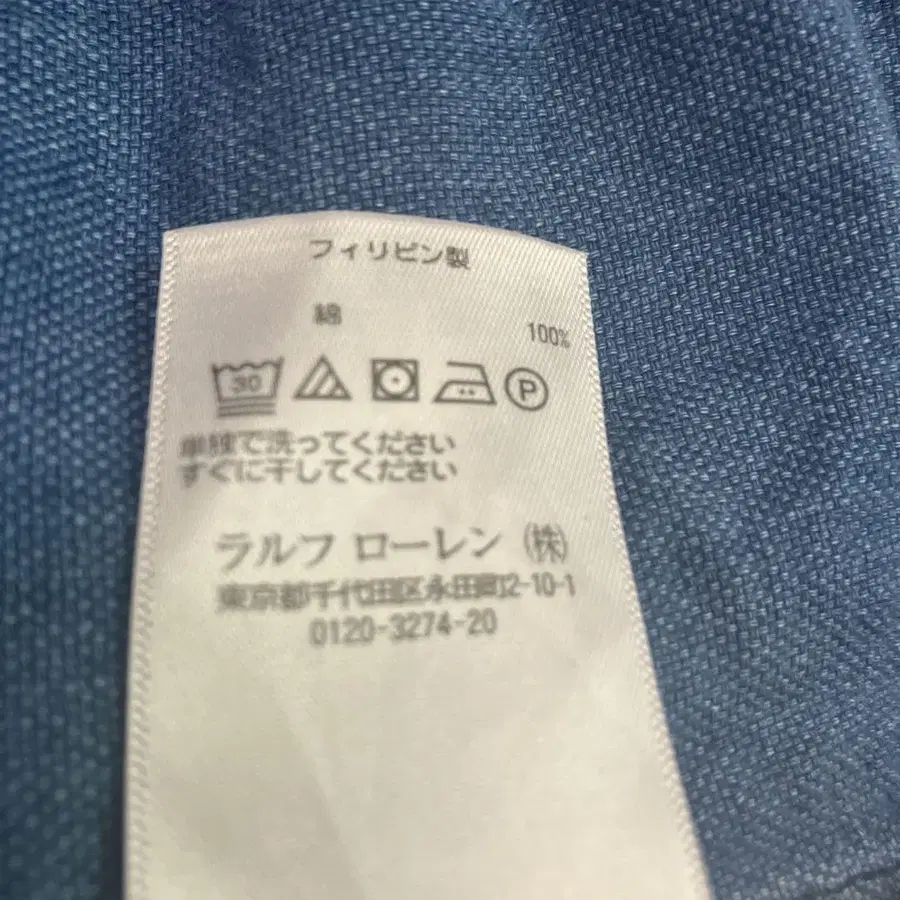 フィリピン製
綿 100%
30 P
単独で洗ってください
すぐに干してください
ラルフ ローレン (株)
東京都千代田区永田町2-10-1
0120-3274-20